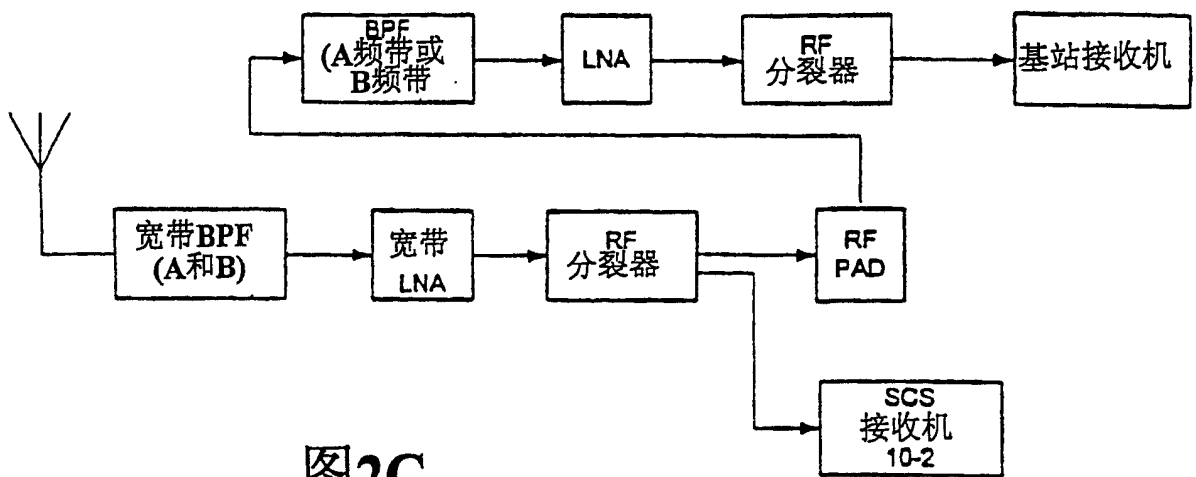 BPF
(A频带或
B频带
LNA
RF
分裂器
基站接收机
宽带BPF
(A和B)
宽带
LNA
RF
分裂器
RF
PAD
SCS
接收机
10-2
图2C